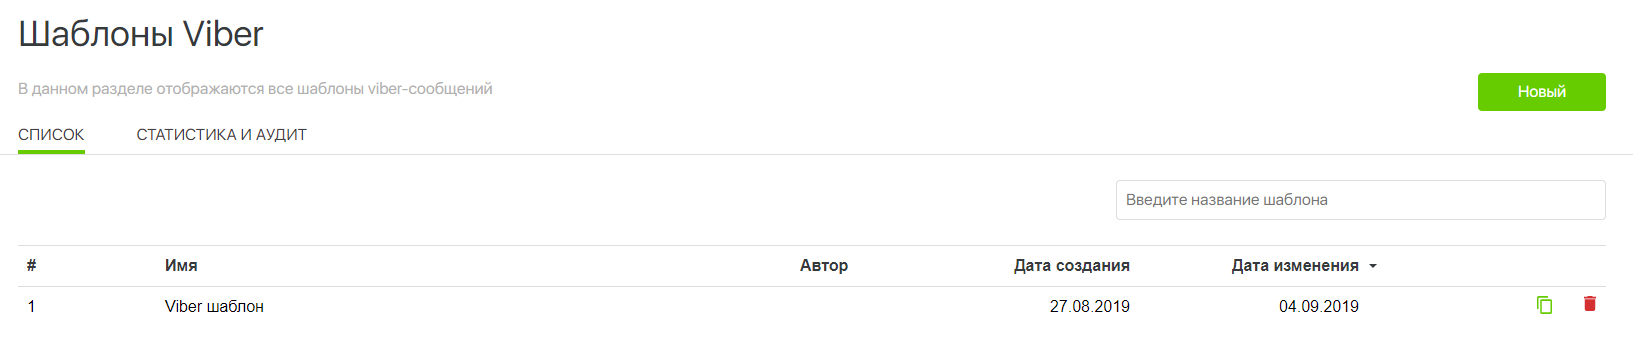 Шаблоны Viber
В данном разделе отображаются все шаблоны viber-сообщений
Новый
СПИСОК СТАТИСТИКА И АУДИТ
Введите название шаблона
# Имя Автор Дата создания Дата изменения
1 Viber шаблон 27.08.2019 04.09.2019